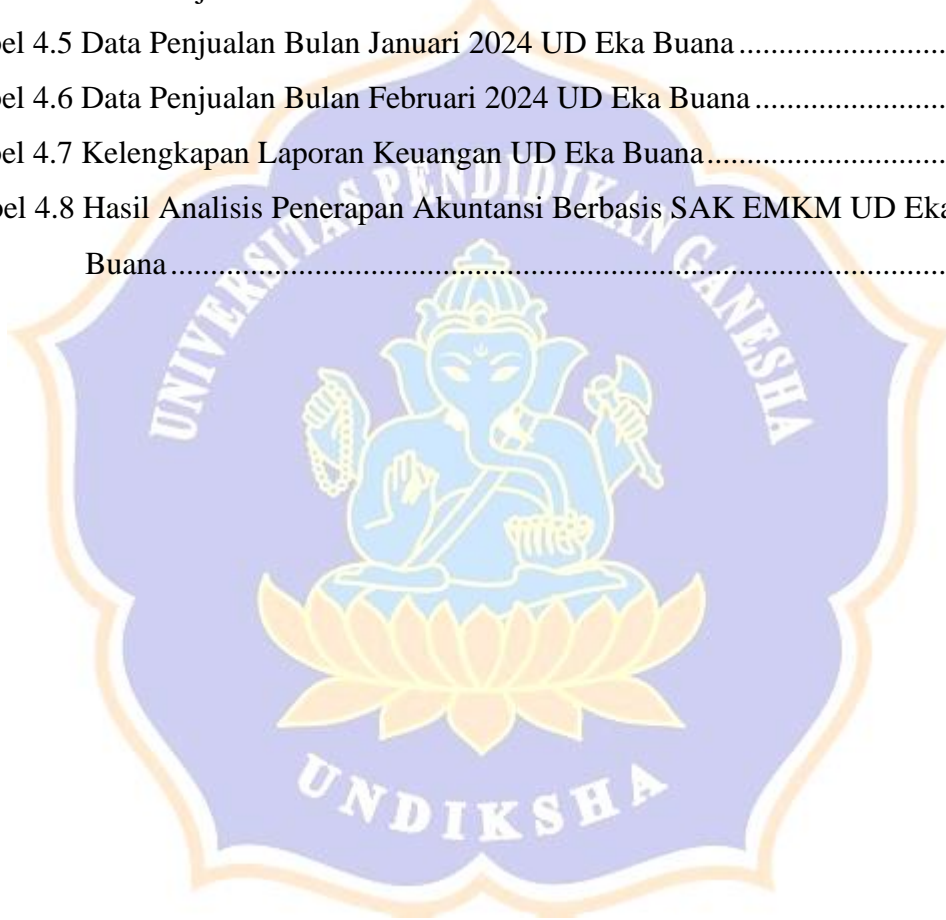 bel 4.5 Data Penjualan Bulan Januari 2024 UD Eka Buana
bel 4.6 Data Penjualan Bulan Februari 2024 UD Eka Buana
bel 4.7 Kelengkapan Laporan Keuangan UD Eka Buana
bel 4.8 Hasil Analisis Penerapan Akuntansi Berbasis SAK EMKM UD Eka
Buana
UNIVERSITAS PENDIDIKAN GANESHA
UNDIKSHA